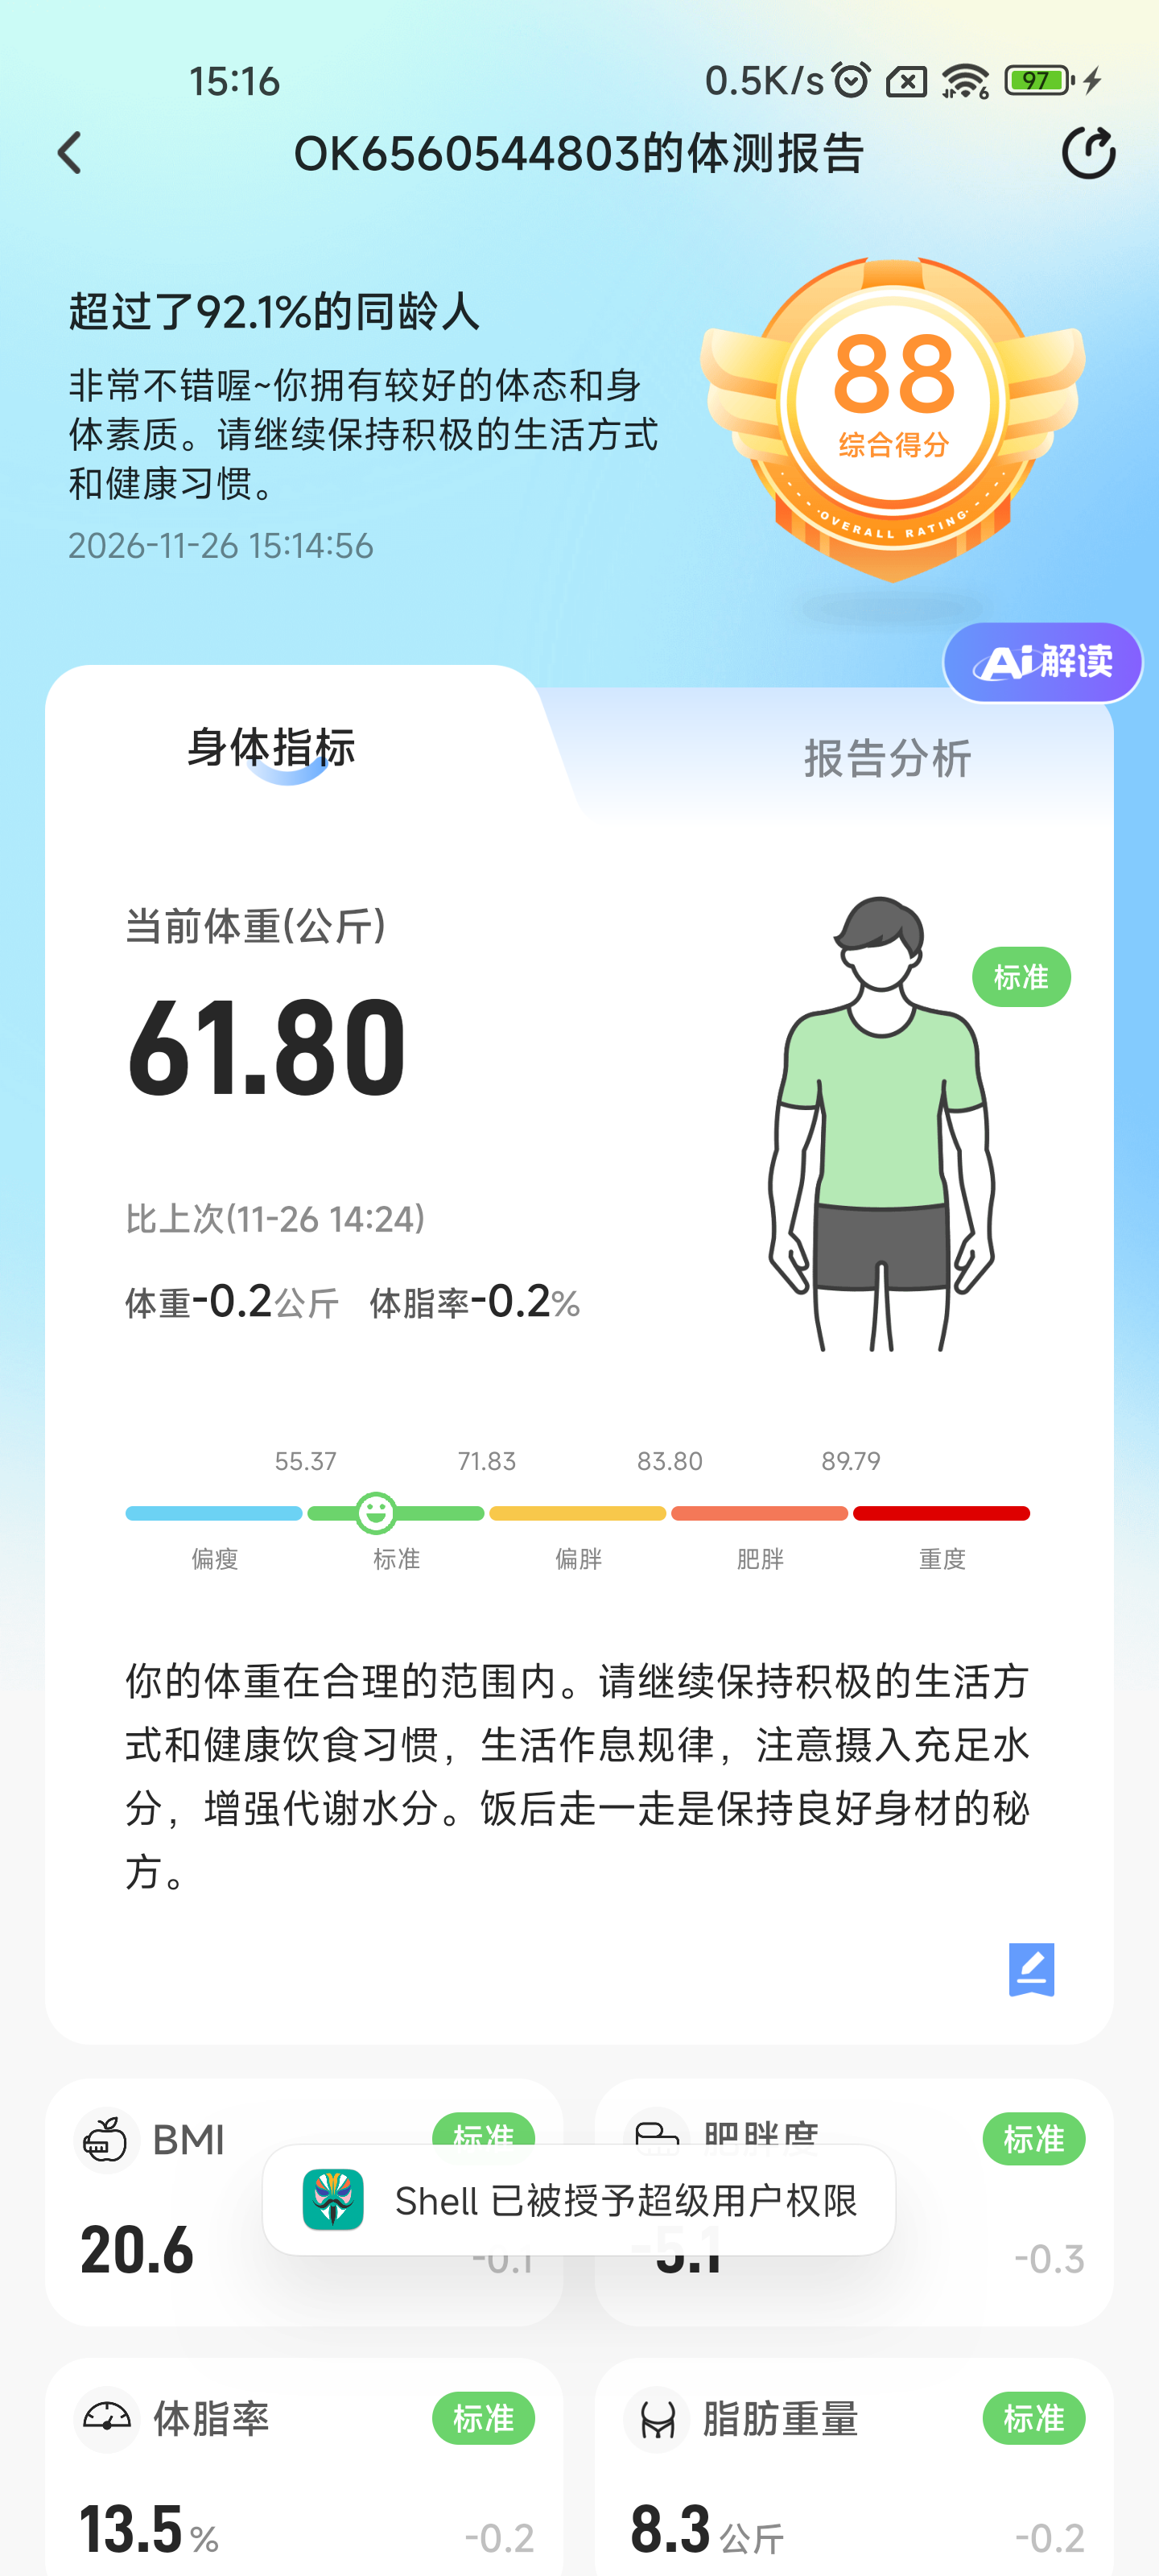 15:16
0.5K/s
6
97
OK6560544803的体测报告
超过了92.1%的同龄人
非常不错喔~你拥有较好的体态和身
体素质。请继续保持积极的生活方式
和健康习惯。
2026-11-26 15:14:56
88
综合得分
OVERALL RATING
Ai解读
身体指标
报告分析
当前体重(公斤)
标准
61.80
比上次(11-26 14:24)
体重-0.2公斤 体脂率-0.2%
55.37 71.83 83.80 89.79
偏瘦 标准 偏胖 肥胖 重度
你的体重在合理的范围内。请继续保持积极的生活方
式和健康饮食习惯，生活作息规律，注意摄入充足水
分，增强代谢水分。饭后走一走是保持良好身材的秘
方。
BMI 标准
肥胖度 标准
Shell 已被授予超级用户权限
20.6 -0.1
-5.1 -0.3
体脂率 标准
脂肪重量 标准
13.5% -0.2
8.3公斤 -0.2